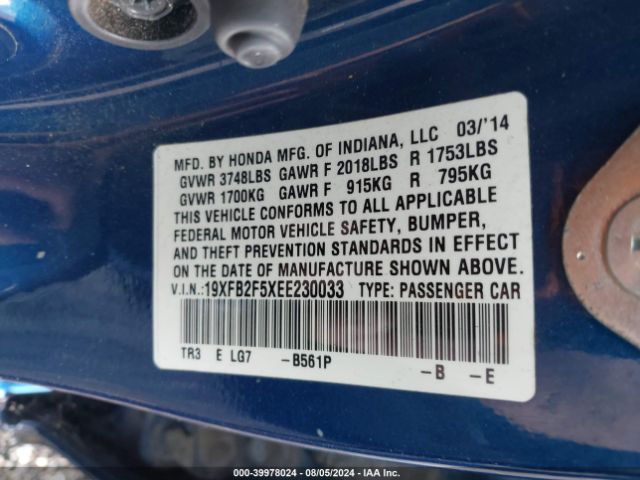 MFD. BY HONDA MFG. OF INDIANA, LLC 03/'14
GVWR 3748LBS GAWR F 2018LBS R 1753LBS
GVWR 1700KG GAWR F 915KG R 795KG
THIS VEHICLE CONFORMS TO ALL APPLICABLE
FEDERAL MOTOR VEHICLE SAFETY, BUMPER,
AND THEFT PREVENTION STANDARDS IN EFFECT
ON THE DATE OF MANUFACTURE SHOWN ABOVE.
V.I.N.:19XFB2F5XEE230033 TYPE: PASSENGER CAR
TR3 E LG7 -B561P -B -E
000-39978024 - 08/05/2024 - IAA Inc.